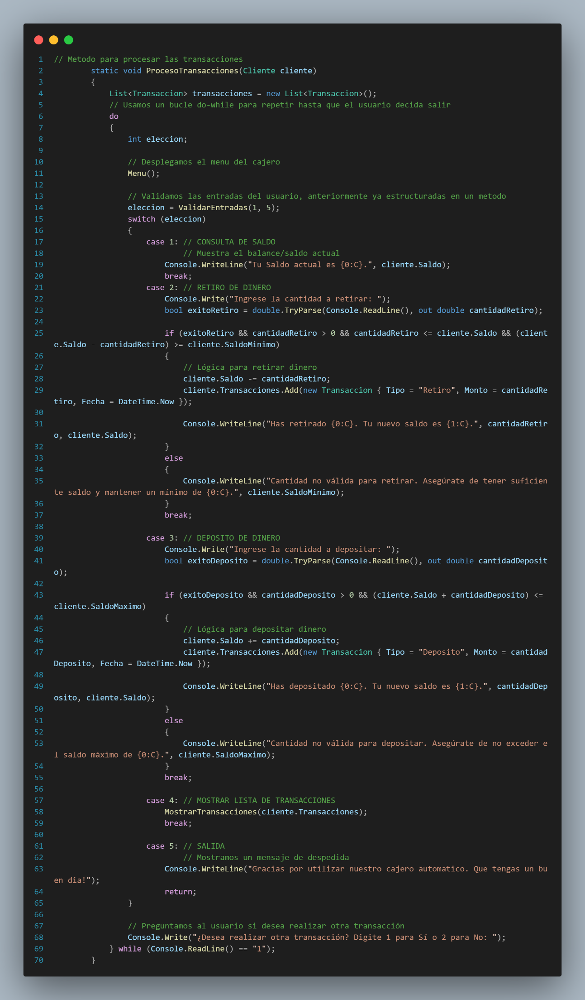 1 // Metodo para procesar las transacciones
2         static void ProcesoTransacciones(Cliente cliente)
3         {
4             List<Transaccion> transacciones = new List<Transaccion>();
5             // Usamos un bucle do-while para repetir hasta que el usuario decida salir
6             do
7             {
8                 int eleccion;
9
10                 // Desplegamos el menu del cajero
11                 Menu();
12
13                 // Validamos las entradas del usuario, anteriormente ya estructuradas en un metodo
14                 eleccion = ValidarEntradas(1, 5);
15                 switch (eleccion)
16                 {
17                     case 1: // CONSULTA DE SALDO
18                             // Muestra el balance/saldo actual
19                         Console.WriteLine("Tu Saldo actual es {0:C}.", cliente.Saldo);
20                         break;
21                     case 2: // RETIRO DE DINERO
22                         Console.Write("Ingrese la cantidad a retirar: ");
23                         bool exitoRetiro = double.TryParse(Console.ReadLine(), out double cantidadRetiro);
24
25                         if (exitoRetiro && cantidadRetiro > 0 && cantidadRetiro <= cliente.Saldo && (client
e.Saldo - cantidadRetiro) >= cliente.SaldoMinimo)
26                         {
27                             // Lógica para retirar dinero
28                             cliente.Saldo -= cantidadRetiro;
29                             cliente.Transacciones.Add(new Transaccion { Tipo = "Retiro", Monto = cantidadRe
tiro, Fecha = DateTime.Now });
30
31                             Console.WriteLine("Has retirado {0:C}. Tu nuevo saldo es {1:C}.", cantidadRetir
o, cliente.Saldo);
32                         }
33                         else
34                         {
35                             Console.WriteLine("Cantidad no válida para retirar. Asegúrate de tener suficien
te saldo y mantener un mínimo de {0:C}.", cliente.SaldoMinimo);
36                         }
37                         break;
38
39                     case 3: // DEPOSITO DE DINERO
40                         Console.Write("Ingrese la cantidad a depositar: ");
41                         bool exitoDeposito = double.TryParse(Console.ReadLine(), out double cantidadDeposit
o);
42
43                         if (exitoDeposito && cantidadDeposito > 0 && (cliente.Saldo + cantidadDeposito) <=
cliente.SaldoMaximo)
44                         {
45                             // Lógica para depositar dinero
46                             cliente.Saldo += cantidadDeposito;
47                             cliente.Transacciones.Add(new Transaccion { Tipo = "Deposito", Monto = cantidad
Deposito, Fecha = DateTime.Now });
48
49                             Console.WriteLine("Has depositado {0:C}. Tu nuevo saldo es {1:C}.", cantidadDep
osito, cliente.Saldo);
50                         }
51                         else
52                         {
53                             Console.WriteLine("Cantidad no válida para depositar. Asegúrate de no exceder e
l saldo máximo de {0:C}.", cliente.SaldoMaximo);
54                         }
55                         break;
56
57                     case 4: // MOSTRAR LISTA DE TRANSACCIONES
58                         MostrarTransacciones(cliente.Transacciones);
59                         break;
60
61                     case 5: // SALIDA
62                             // Mostramos un mensaje de despedida
63                         Console.WriteLine("Gracias por utilizar nuestro cajero automatico. Que tengas un bu
en dia!");
64                         return;
65                 }
66
67                 // Preguntamos al usuario si desea realizar otra transacción
68                 Console.Write("¿Desea realizar otra transacción? Digite 1 para Sí o 2 para No: ");
69             } while (Console.ReadLine() == "1");
70         }